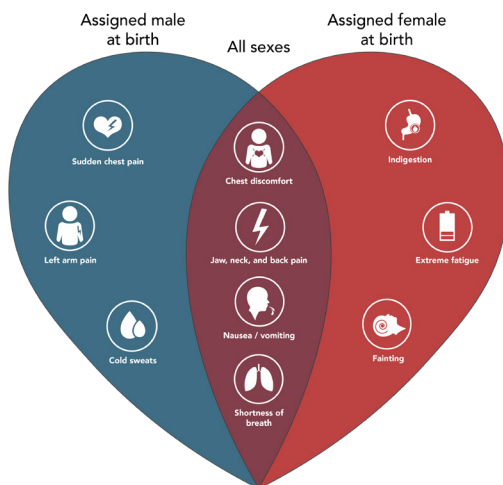 Assigned male
at birth
All sexes
Assigned female
at birth
Sudden chest pain
Left arm pain
Cold sweats
Chest discomfort
Jaw, neck, and back pain
Nausea / vomiting
Shortness of
breath
Indigestion
Extreme fatigue
Fainting